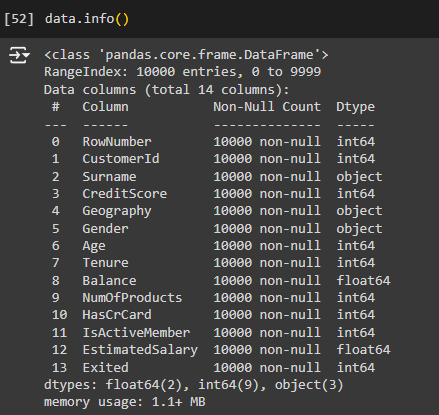 [52] data.info()
<class 'pandas.core.frame.DataFrame'>
RangeIndex: 10000 entries, 0 to 9999
Data columns (total 14 columns):
 #   Column           Non-Null Count  Dtype
---  ------           --------------  -----
 0   RowNumber        10000 non-null  int64
 1   CustomerId       10000 non-null  int64
 2   Surname          10000 non-null  object
 3   CreditScore      10000 non-null  int64
 4   Geography        10000 non-null  object
 5   Gender           10000 non-null  object
 6   Age              10000 non-null  int64
 7   Tenure           10000 non-null  int64
 8   Balance          10000 non-null  float64
 9   NumOfProducts    10000 non-null  int64
 10  HasCrCard        10000 non-null  int64
 11  IsActiveMember   10000 non-null  int64
 12  EstimatedSalary  10000 non-null  float64
 13  Exited           10000 non-null  int64
dtypes: float64(2), int64(9), object(3)
memory usage: 1.1+ MB